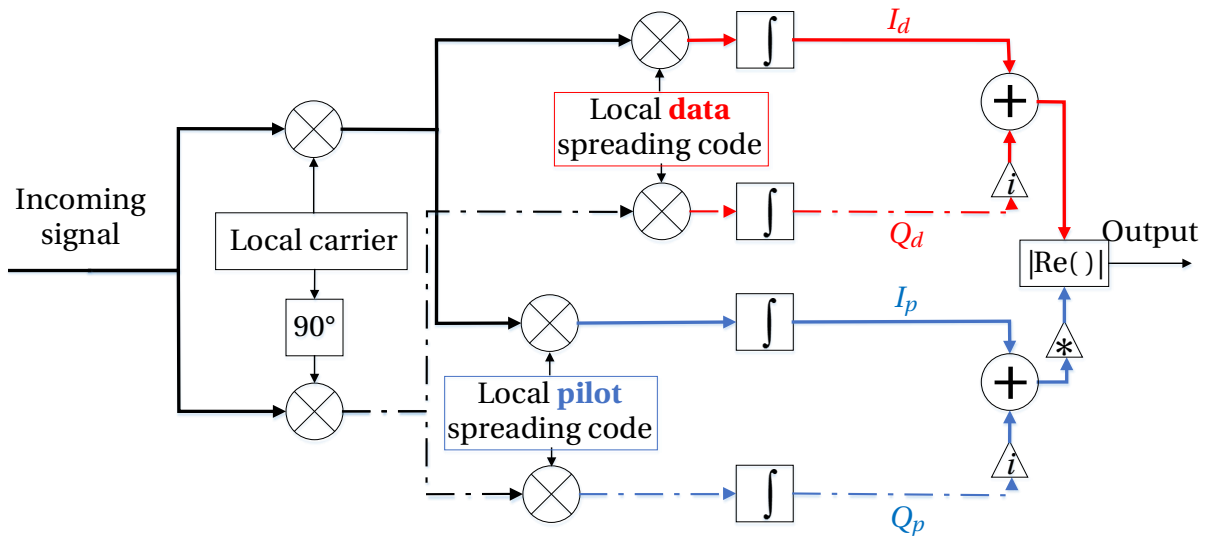 I_d
∫
Local data
spreading code
+
i
Incoming
signal
Local carrier
∫
Q_d
Output
|Re( )|
90°
∫
I_p
*
+
Local pilot
spreading code
i
∫
Q_p